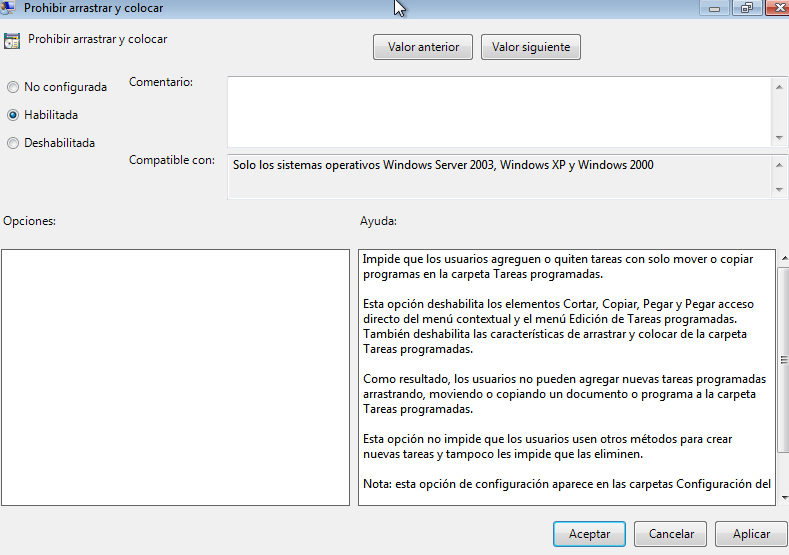 Prohibir arrastrar y colocar
Prohibir arrastrar y colocar
Valor anterior
Valor siguiente
No configurada
Habilitada
Deshabilitada
Comentario:
Compatible con:
Solo los sistemas operativos Windows Server 2003, Windows XP y Windows 2000
Opciones:
Ayuda:
Impide que los usuarios agreguen o quiten tareas con solo mover o copiar
programas en la carpeta Tareas programadas.
Esta opción deshabilita los elementos Cortar, Copiar, Pegar y Pegar acceso
directo del menú contextual y el menú Edición de Tareas programadas.
También deshabilita las características de arrastrar y colocar de la carpeta
Tareas programadas.
Como resultado, los usuarios no pueden agregar nuevas tareas programadas
arrastrando, moviendo o copiando un documento o programa a la carpeta
Tareas programadas.
Esta opción no impide que los usuarios usen otros métodos para crear
nuevas tareas y tampoco les impide que las eliminen.
Nota: esta opción de configuración aparece en las carpetas Configuración del
Aceptar
Cancelar
Aplicar